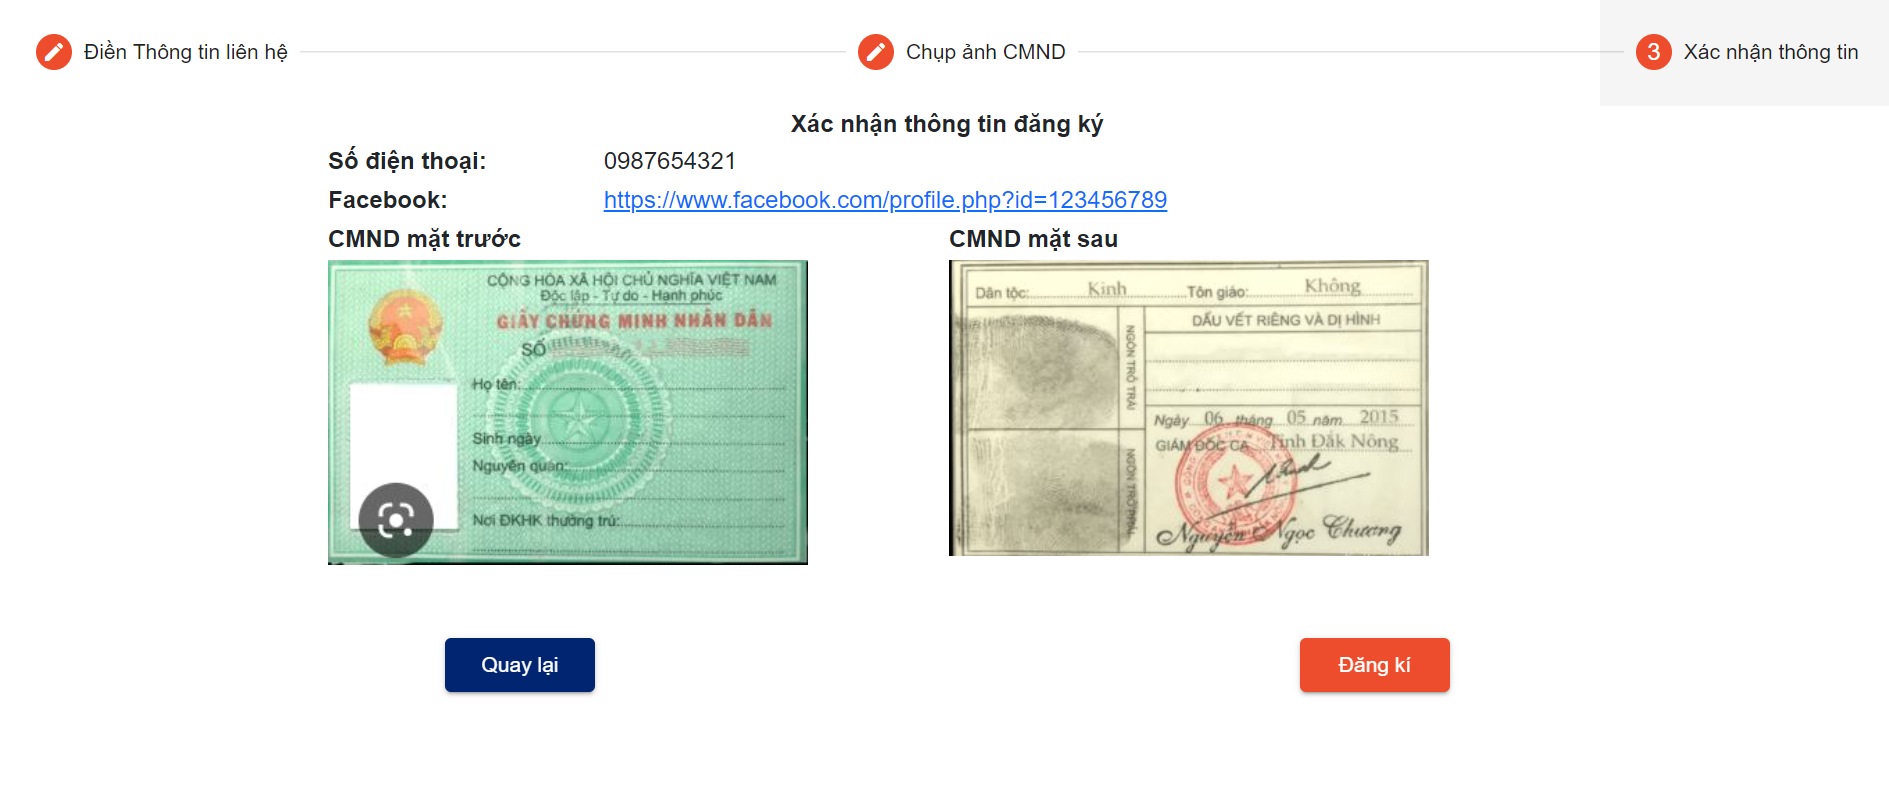 Điền Thông tin liên hệ
Chụp ảnh CMND
3 Xác nhận thông tin
Xác nhận thông tin đăng ký
Số điện thoại: 0987654321
Facebook: https://www.facebook.com/profile.php?id=123456789
CMND mặt trước
CỘNG HÒA XÃ HỘI CHỦ NGHĨA VIỆT NAM
Độc lập - Tự do - Hạnh phúc
GIẤY CHỨNG MINH NHÂN DÂN
SỐ
Họ tên:
Sinh ngày
Nguyên quán:
Nơi ĐKHK thường trú:
CMND mặt sau
Dân tộc: Kinh Tôn giáo: Không
NGÓN TRỎ TRÁI
DẤU VẾT RIÊNG VÀ DỊ HÌNH
Ngày 06 tháng 05 năm 2015
GIÁM ĐỐC CA Tỉnh Đắk Nông
NGÓN TRỎ PHẢI
Nguyễn Ngọc Chương
Quay lại
Đăng kí